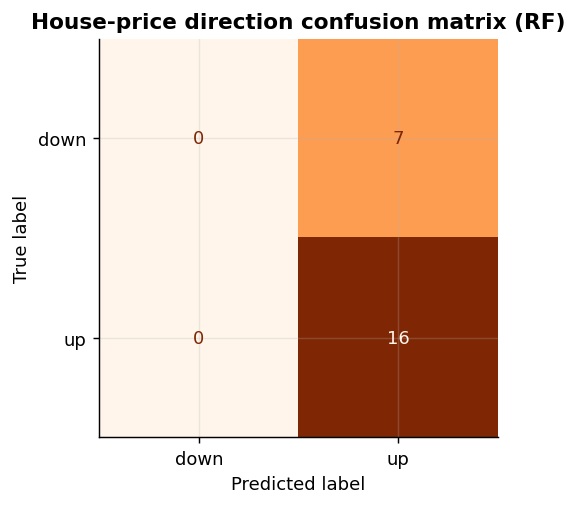 House-price direction confusion matrix (RF)
True label
down
0
7
up
0
16
down
up
Predicted label